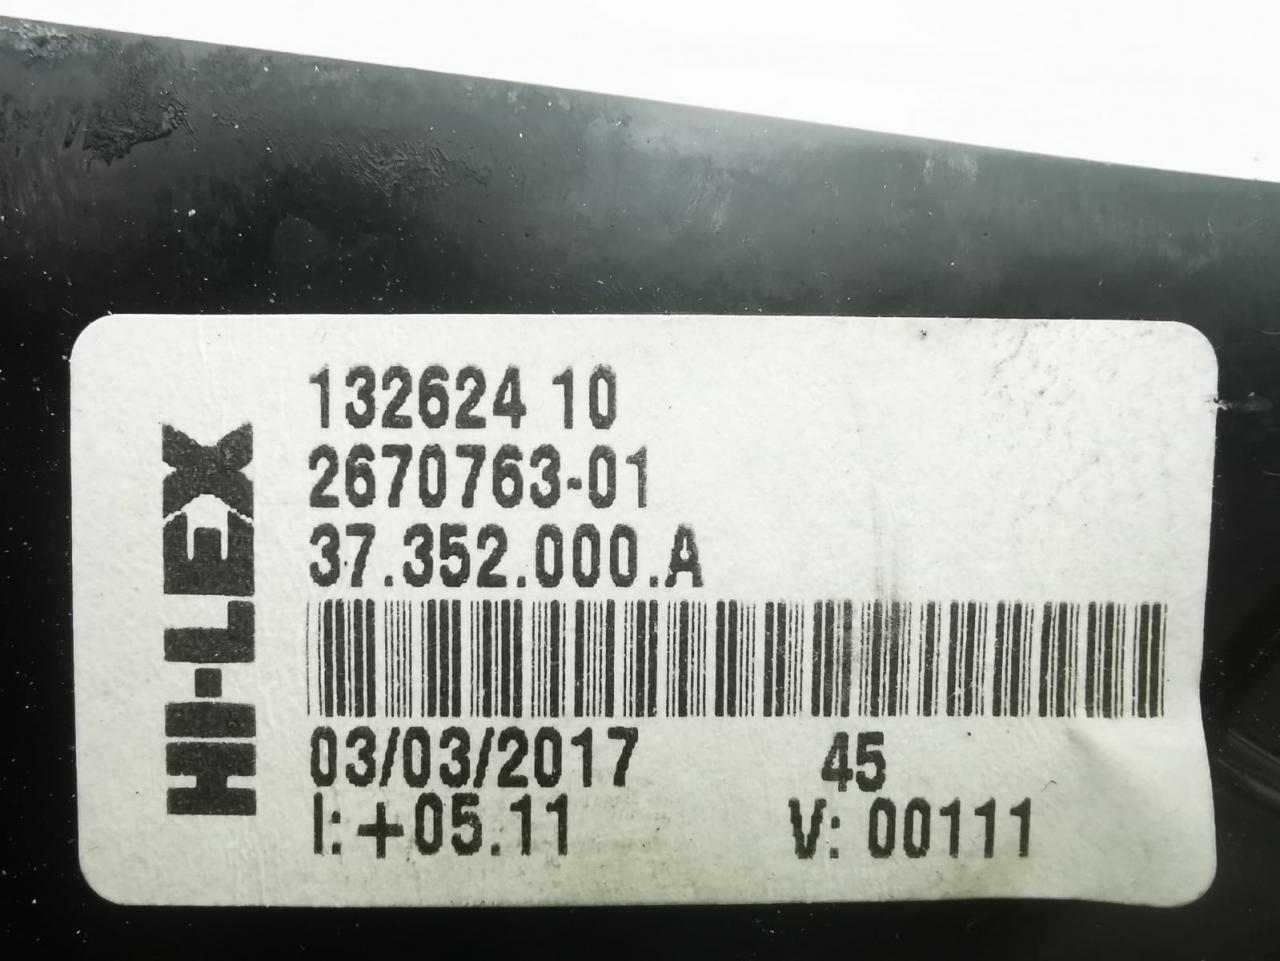 HI-LEX
132624 10
2670763-01
37.352.000.A
03/03/2017 45
I:+05.11 V: 00111